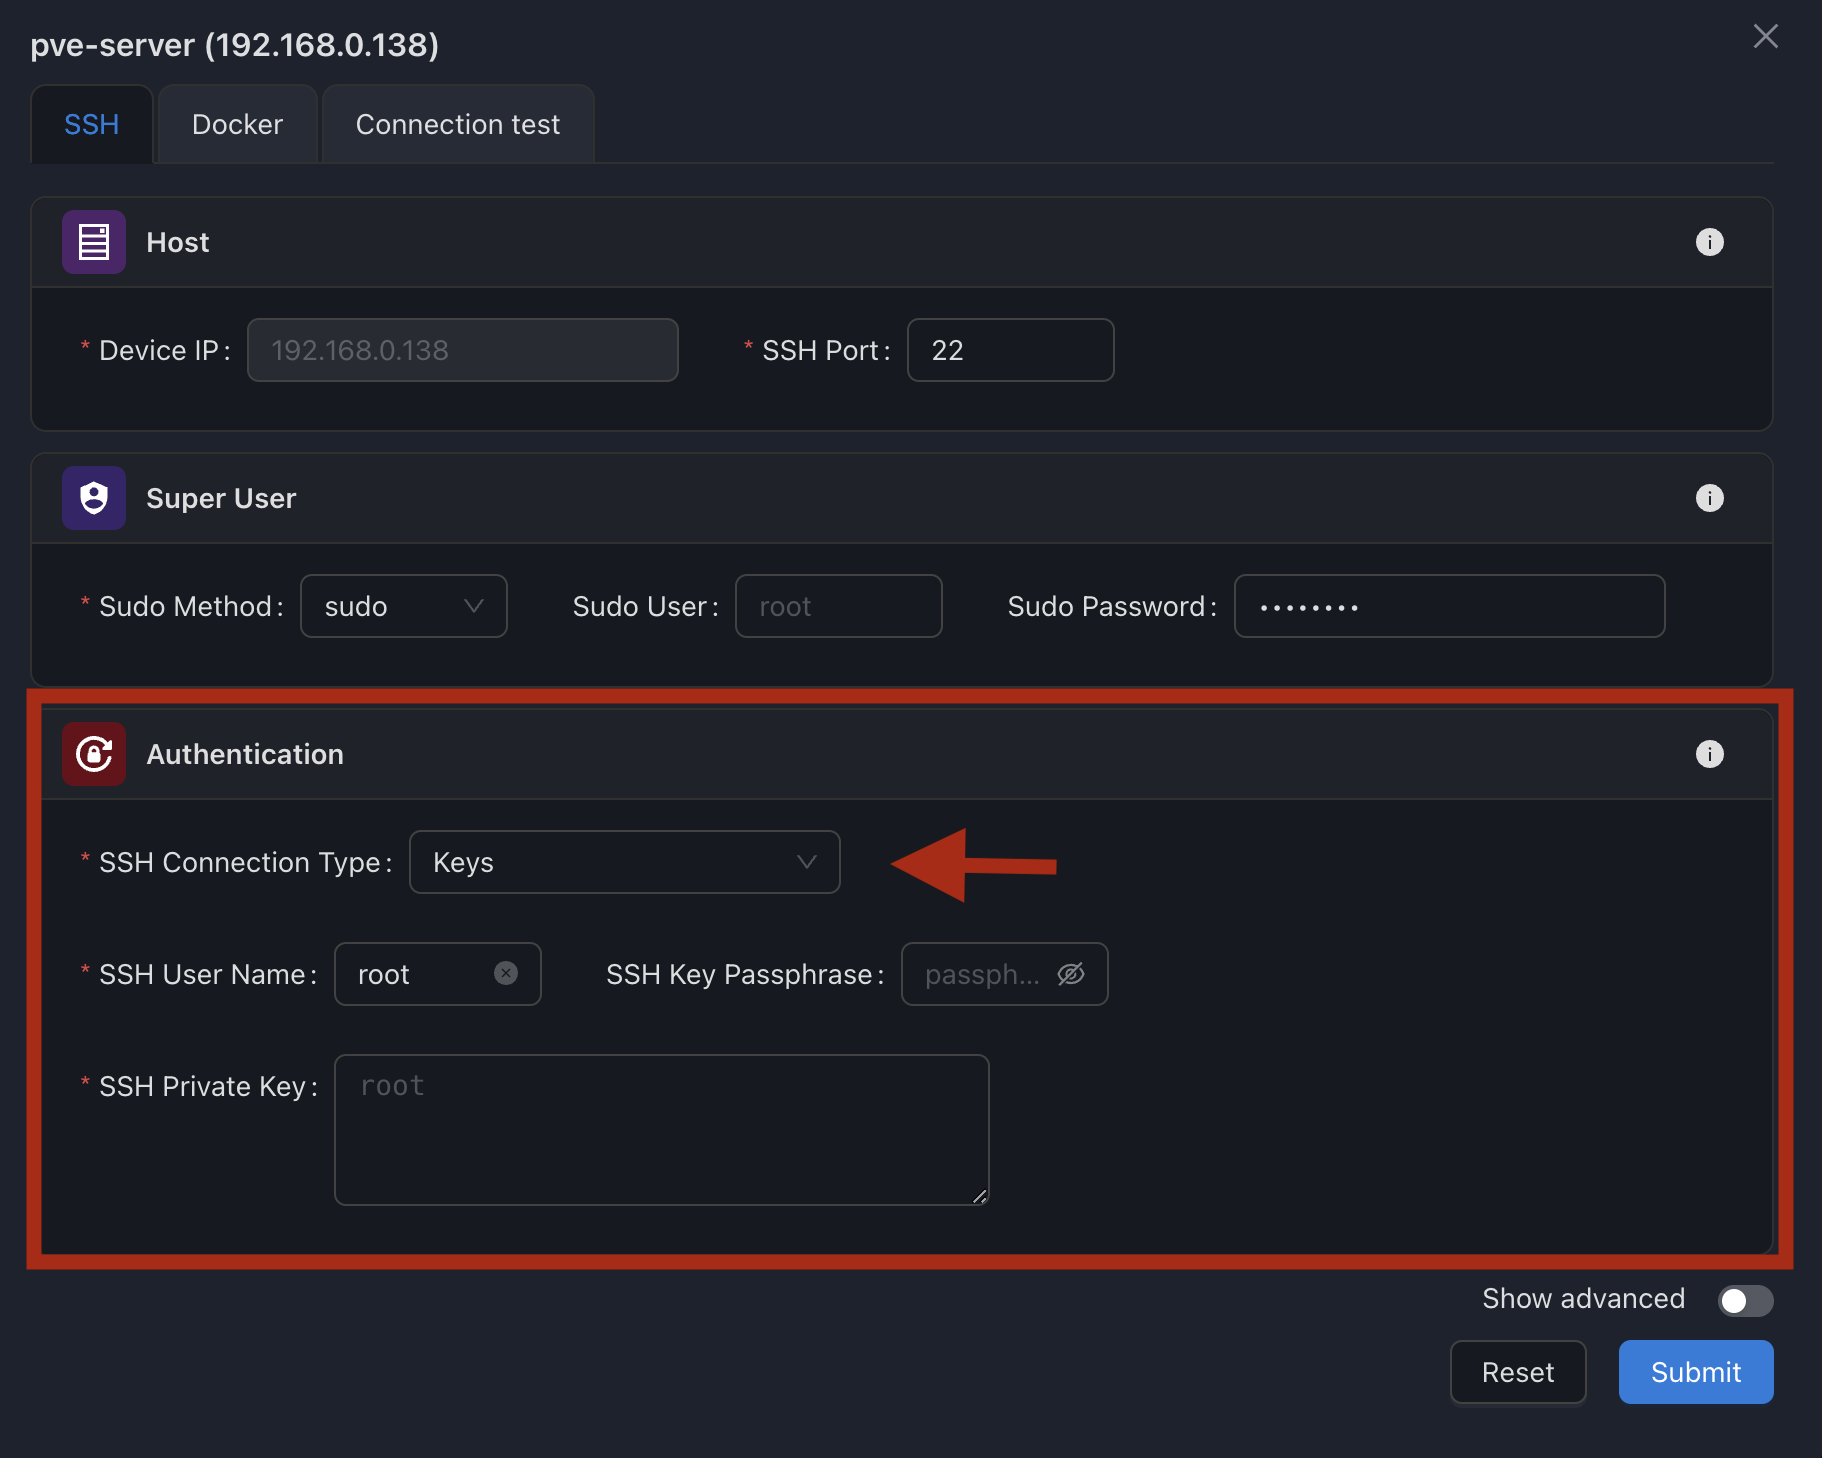 pve-server (192.168.0.138)
SSH Docker Connection test
Host
* Device IP: 192.168.0.138 * SSH Port: 22
Super User
* Sudo Method: sudo Sudo User: root Sudo Password: ••••••••
Authentication
* SSH Connection Type: Keys
* SSH User Name: root SSH Key Passphrase: passph...
* SSH Private Key: root
Show advanced
Reset Submit